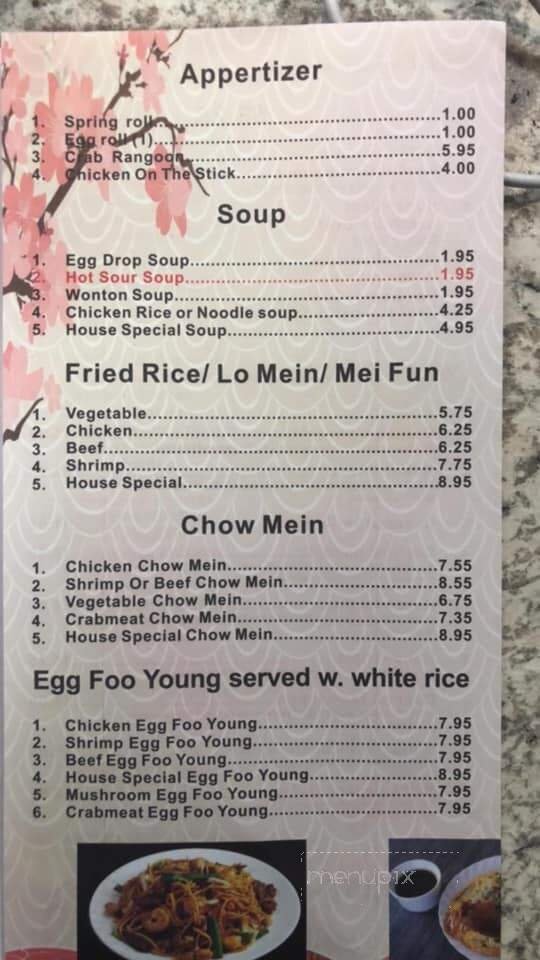 Appertizer
1. Spring roll..........1.00
2. Egg roll (1)..........1.00
3. Crab Rangoon..........5.95
4. Chicken On The Stick..........4.00
Soup
1. Egg Drop Soup..........1.95
2. Hot Sour Soup..........1.95
3. Wonton Soup..........1.95
4. Chicken Rice or Noodle soup..........4.25
5. House Special Soup..........4.95
Fried Rice/ Lo Mein/ Mei Fun
1. Vegetable..........5.75
2. Chicken..........6.25
3. Beef..........6.25
4. Shrimp..........7.75
5. House Special..........8.95
Chow Mein
1. Chicken Chow Mein..........7.55
2. Shrimp Or Beef Chow Mein..........8.55
3. Vegetable Chow Mein..........6.75
4. Crabmeat Chow Mein..........7.35
5. House Special Chow Mein..........8.95
Egg Foo Young served w. white rice
1. Chicken Egg Foo Young..........7.95
2. Shrimp Egg Foo Young..........7.95
3. Beef Egg Foo Young..........7.95
4. House Special Egg Foo Young..........8.95
5. Mushroom Egg Foo Young..........7.95
6. Crabmeat Egg Foo Young..........7.95
menupix